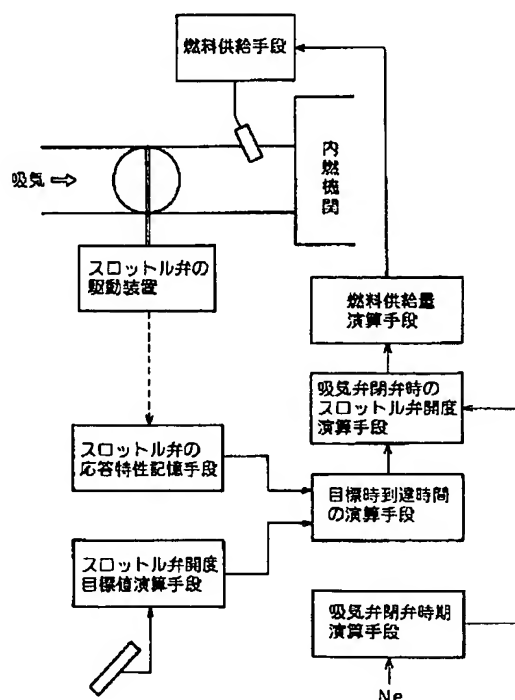 燃料供給手段
吸気
内燃機関
スロットル弁の
駆動装置
燃料供給量
演算手段
吸気弁閉弁時の
スロットル弁開度
演算手段
スロットル弁の
応答特性記憶手段
目標時到達時間
の演算手段
スロットル弁開度
目標値演算手段
吸気弁閉弁時期
演算手段
Ne